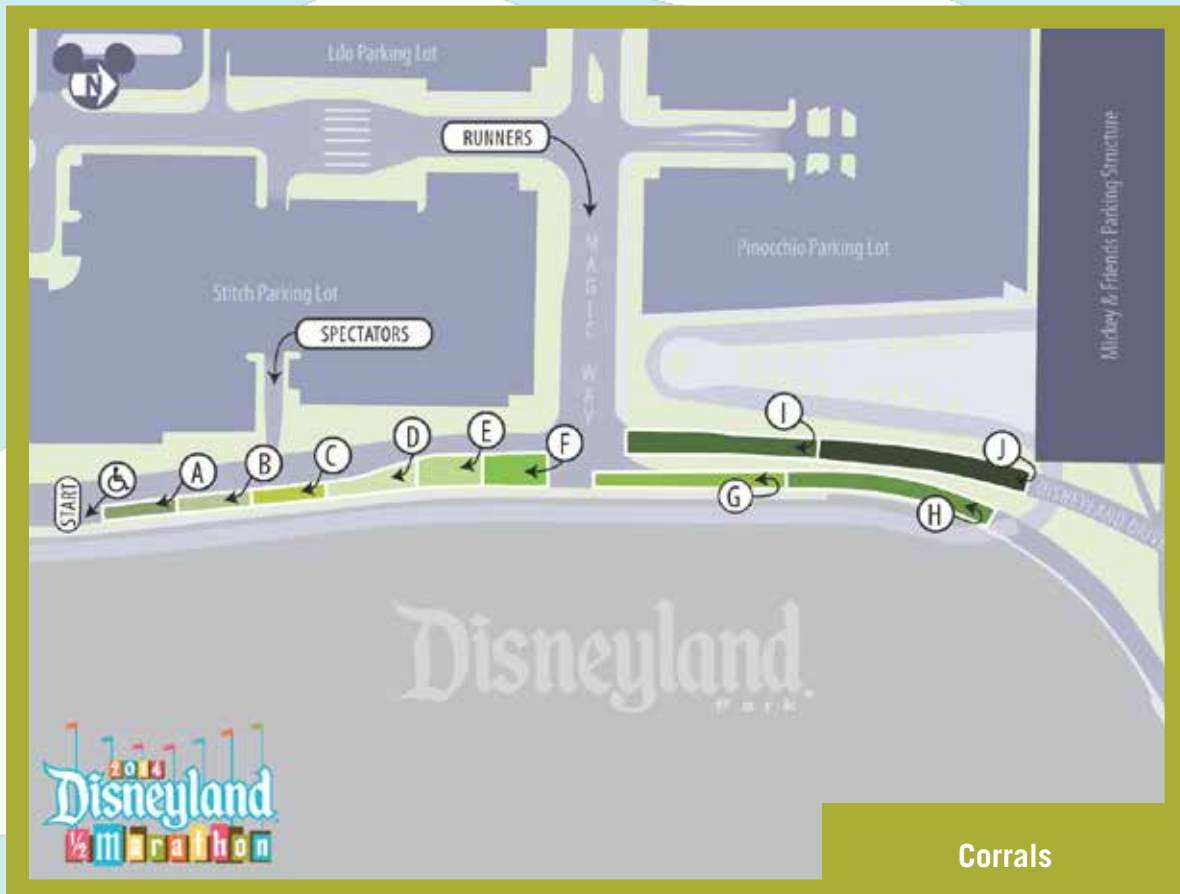 Lilo Parking Lot
N
RUNNERS
MAGIC WAY
Pinocchio Parking Lot
Mickey & Friends Parking Structure
Stitch Parking Lot
SPECTATORS
START
A
B
C
D
E
F
G
H
I
J
DISNEYLAND DRIVE
Disneyland
Park
2014
Disneyland
1/2 marathon
Corrals